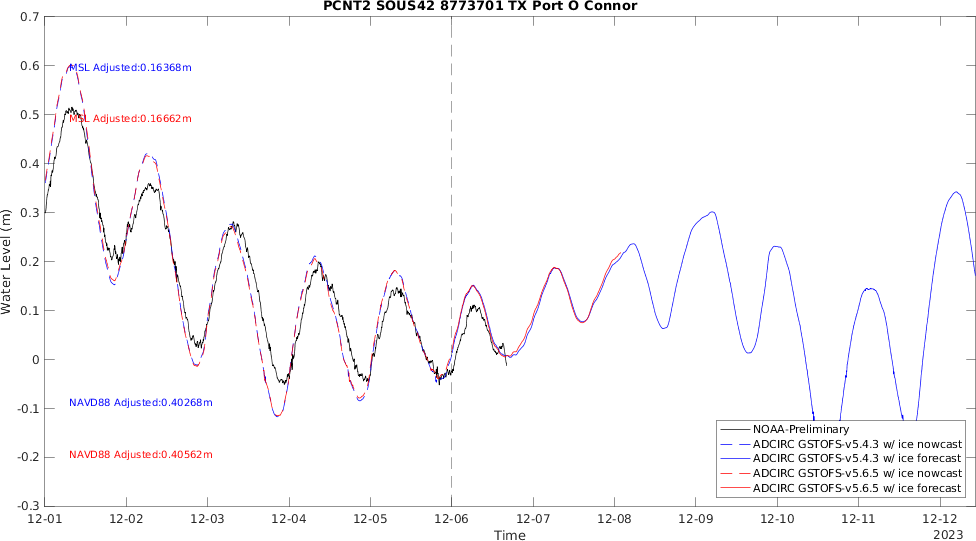 PCNT2 SOUS42 8773701 TX Port O Connor
0.7
0.6
0.5
0.4
0.3
0.2
0.1
0
-0.1
-0.2
-0.3
Water Level (m)
MSL Adjusted:0.16368m
MSL Adjusted:0.16662m
NAVD88 Adjusted:0.40268m
NAVD88 Adjusted:0.40562m
NOAA-Preliminary
ADCIRC GSTOFS-v5.4.3 w/ ice nowcast
ADCIRC GSTOFS-v5.4.3 w/ ice forecast
ADCIRC GSTOFS-v5.6.5 w/ ice nowcast
ADCIRC GSTOFS-v5.6.5 w/ ice forecast
12-01 12-02 12-03 12-04 12-05 12-06 12-07 12-08 12-09 12-10 12-11 12-12
Time
2023